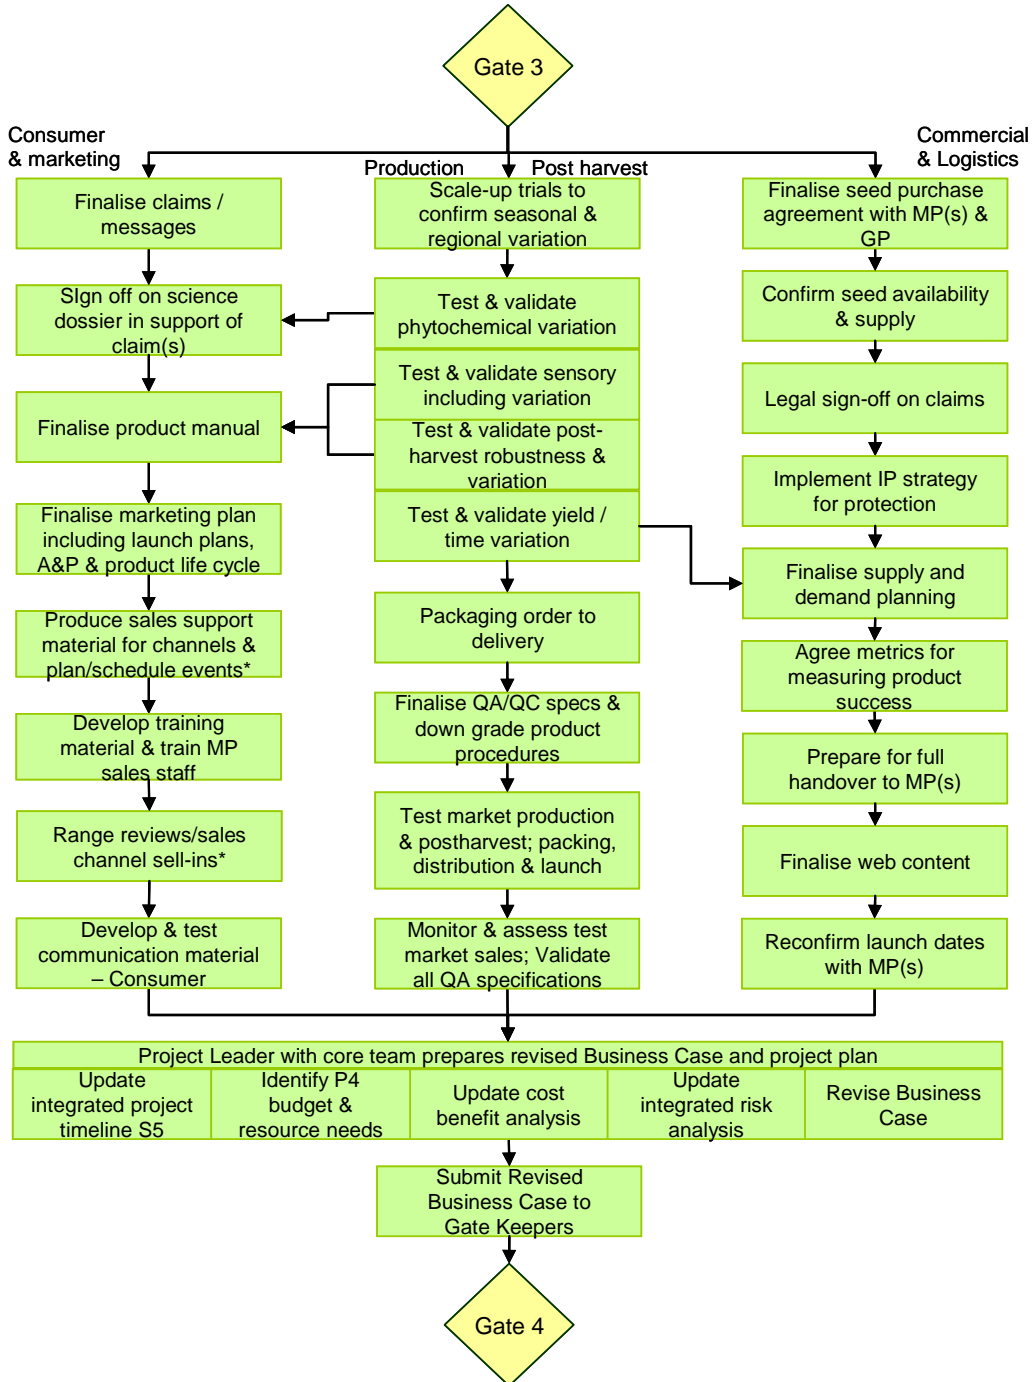 Gate 3
Consumer
& marketing
Production
Post harvest
Commercial
& Logistics
Finalise claims /
messages
SIgn off on science
dossier in support of
claim(s)
Finalise product manual
Finalise marketing plan
including launch plans,
A&P & product life cycle
Produce sales support
material for channels &
plan/schedule events*
Develop training
material & train MP
sales staff
Range reviews/sales
channel sell-ins*
Develop & test
communication material
– Consumer
Scale-up trials to
confirm seasonal &
regional variation
Test & validate
phytochemical variation
Test & validate sensory
including variation
Test & validate post-
harvest robustness &
variation
Test & validate yield /
time variation
Packaging order to
delivery
Finalise QA/QC specs &
down grade product
procedures
Test market production
& postharvest; packing,
distribution & launch
Monitor & assess test
market sales; Validate
all QA specifications
Finalise seed purchase
agreement with MP(s) &
GP
Confirm seed availability
& supply
Legal sign-off on claims
Implement IP strategy
for protection
Finalise supply and
demand planning
Agree metrics for
measuring product
success
Prepare for full
handover to MP(s)
Finalise web content
Reconfirm launch dates
with MP(s)
Project Leader with core team prepares revised Business Case and project plan
Update
integrated project
timeline S5
Identify P4
budget &
resource needs
Update cost
benefit analysis
Update
integrated risk
analysis
Revise Business
Case
Submit Revised
Business Case to
Gate Keepers
Gate 4